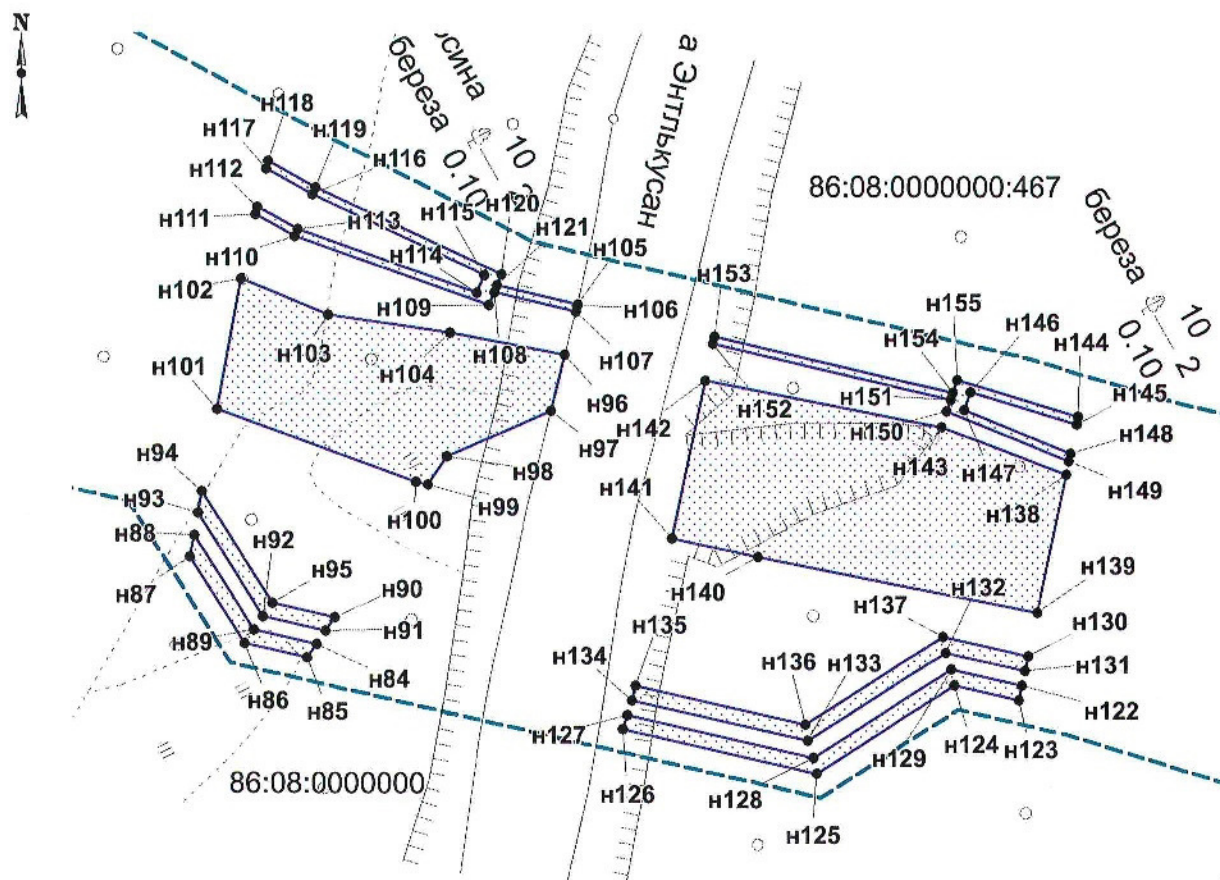 N
осина
береза
0.10
10
2
а Энтлькусан
86:08:0000000:467
береза
0.10
10
2
н118
н117
н119
н112
н116
н111
н113
н115
н120
н121
н105
н114
н110
н102
н109
н106
н153
н155
н146
н144
н154
н103
н108
н107
н104
н145
н101
н151
н96
н142
н152
н150
н148
н97
н143
н147
н149
н94
н98
н141
н138
н93
н99
н100
н88
н92
н95
н90
н140
н132
н139
н87
н137
н135
н130
н89
н91
н134
н136
н133
н131
н84
н86
н85
н127
н122
н129
н124
н123
86:08:0000000
н126
н128
н125